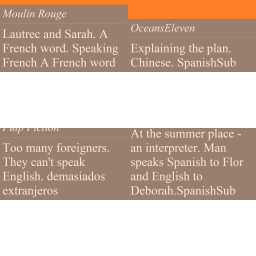 Moulin Rouge
Lautrec and Sarah. A
French word. Speaking
French A French word
OceansEleven
Explaining the plan.
Chinese. SpanishSub
Pulp Fiction
Too many foreigners.
They can't speak
English. demasiados
extranjeros
At the summer place -
an interpreter. Man
speaks Spanish to Flor
and English to
Deborah.SpanishSub